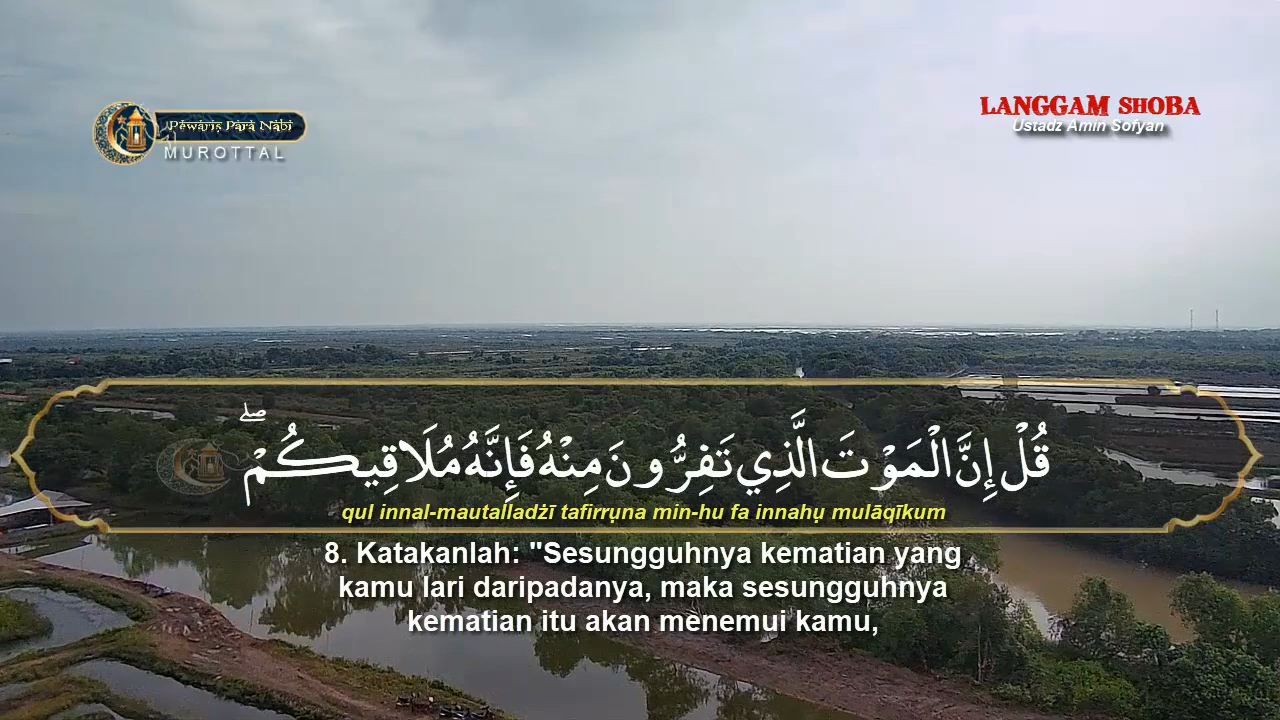 Pewaris Para Nabi
MUROTTAL
LANGGAM SHOBA
Ustadz Amin Sofyan
قُلْ إِنَّ الْمَوْتَ الَّذِي تَفِرُّونَ مِنْهُ فَإِنَّهُ مُلَاقِيكُمْ ۖ
qul innal-mautallażī tafirrụna min-hu fa innahụ mulāqīkum
8. Katakanlah: "Sesungguhnya kematian yang
kamu lari daripadanya, maka sesungguhnya
kematian itu akan menemui kamu,